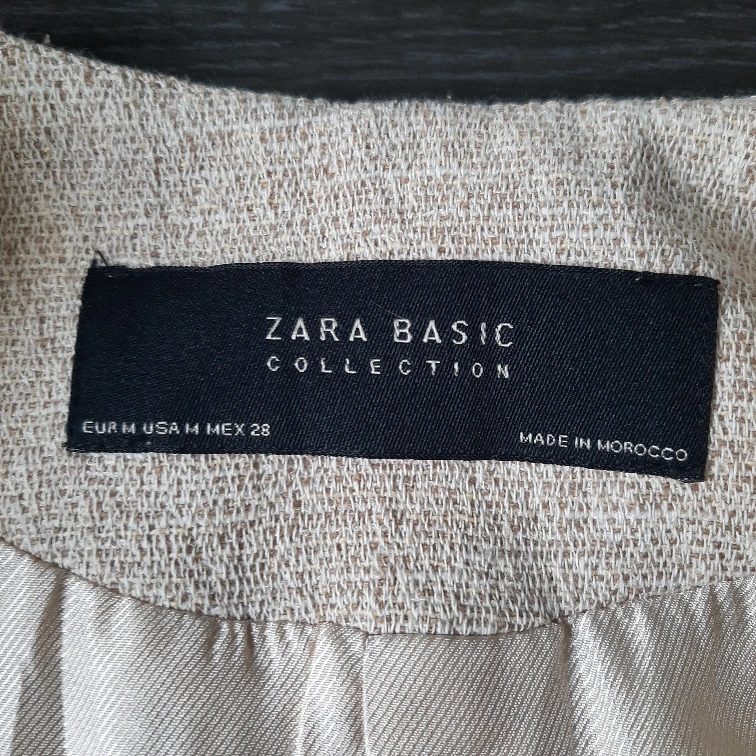 ZARA BASIC
COLLECTION
EUR M USA M MEX 28
MADE IN MOROCCO